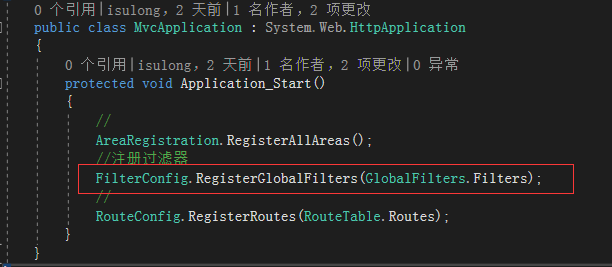 0 个引用|isulong，2 天前|1 名作者，2 项更改
public class MvcApplication : System.Web.HttpApplication
{
0 个引用|isulong，2 天前|1 名作者，2 项更改|0 异常
protected void Application_Start()
{
//
AreaRegistration.RegisterAllAreas();
//注册过滤器
FilterConfig.RegisterGlobalFilters(GlobalFilters.Filters);
//
RouteConfig.RegisterRoutes(RouteTable.Routes);
}
}